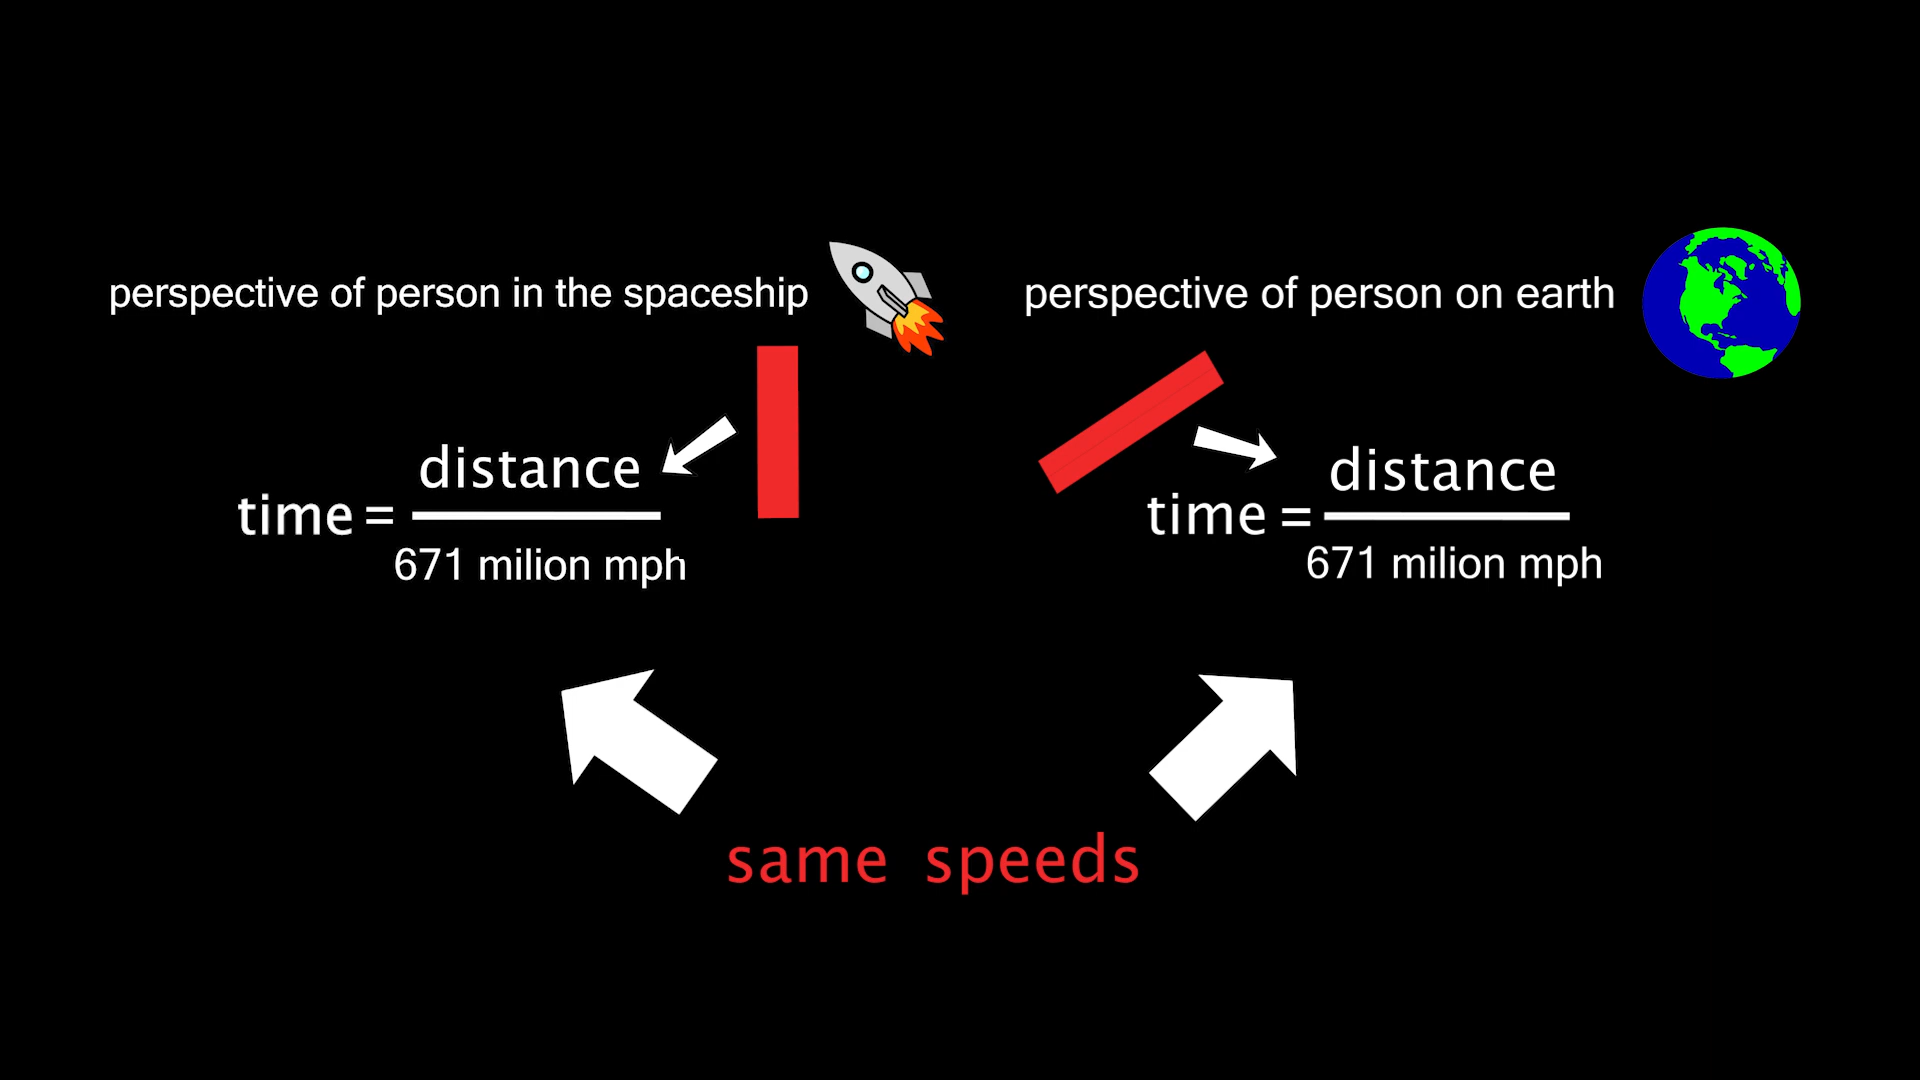 perspective of person in the spaceship
time = distance
671 milion mph
perspective of person on earth
time = distance
671 milion mph
same speeds